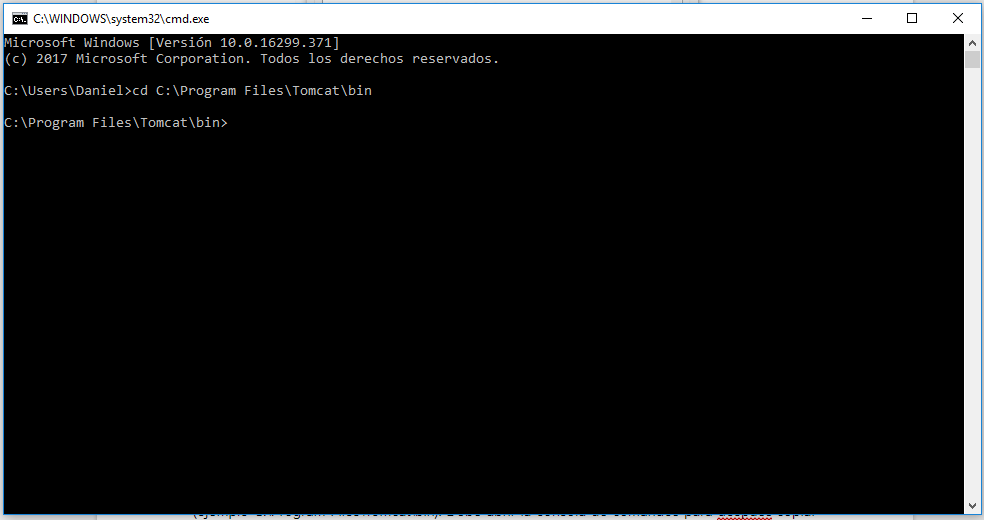 C:\WINDOWS\system32\cmd.exe
Microsoft Windows [Versión 10.0.16299.371]
(c) 2017 Microsoft Corporation. Todos los derechos reservados.
C:\Users\Daniel>cd C:\Program Files\Tomcat\bin
C:\Program Files\Tomcat\bin>